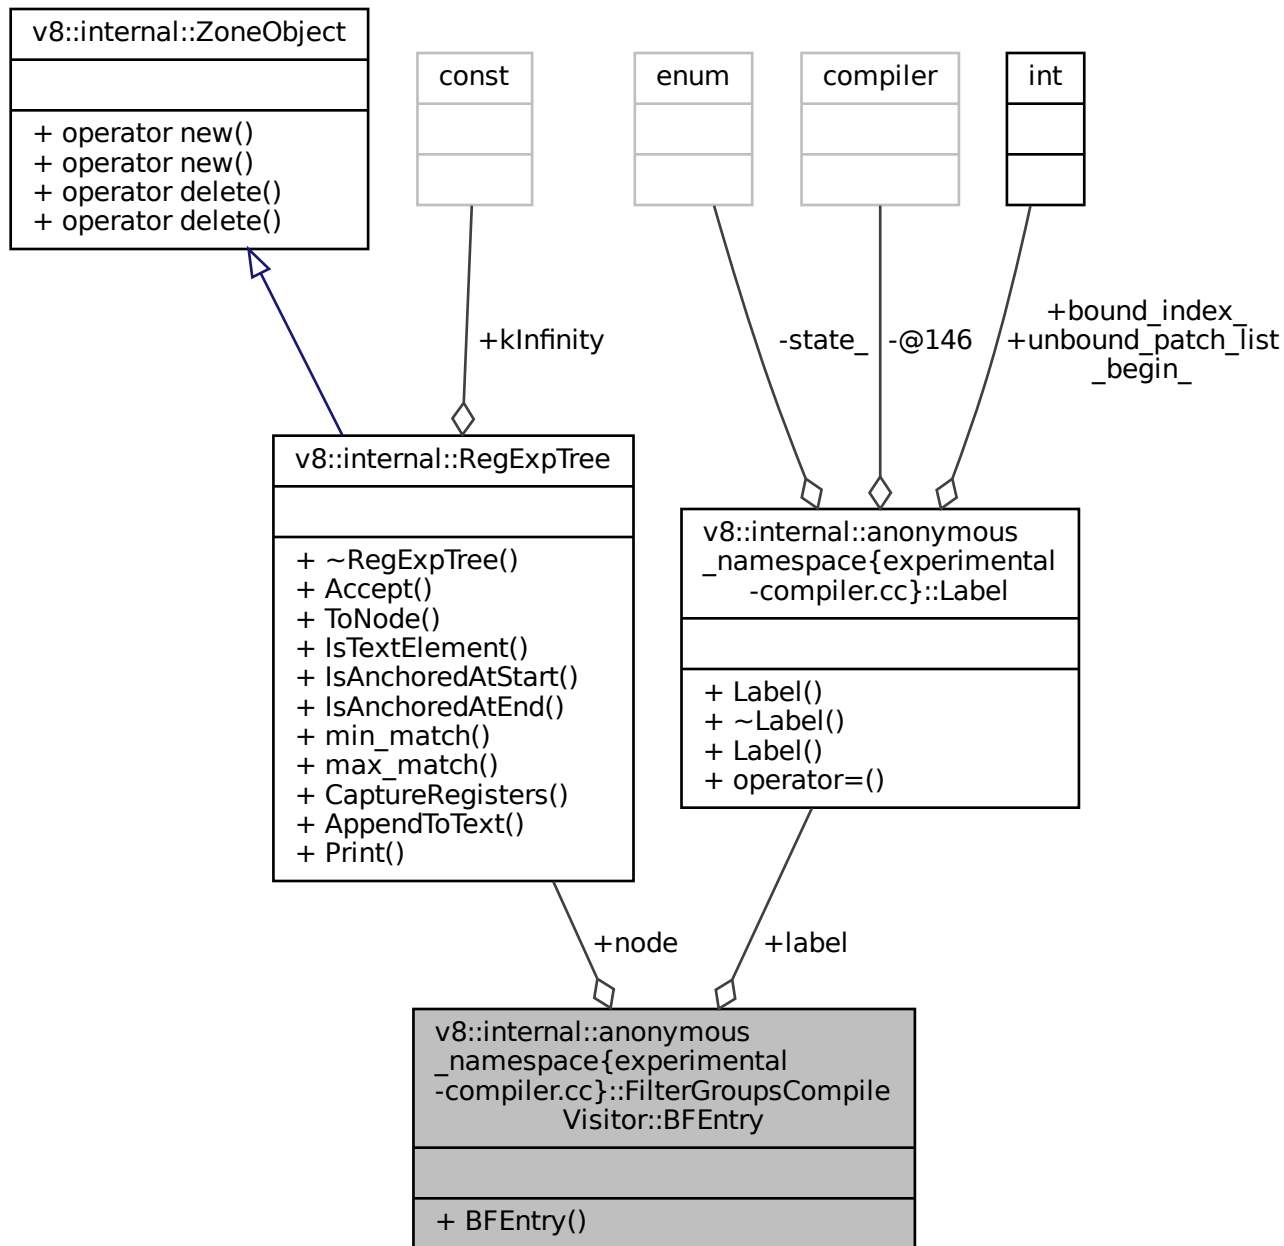 v8::internal::ZoneObject
+ operator new()
+ operator new()
+ operator delete()
+ operator delete()
const
enum
compiler
int
+kInfinity
-state_
-@146
+bound_index_
+unbound_patch_list
_begin_
v8::internal::RegExpTree
+ ~RegExpTree()
+ Accept()
+ ToNode()
+ IsTextElement()
+ IsAnchoredAtStart()
+ IsAnchoredAtEnd()
+ min_match()
+ max_match()
+ CaptureRegisters()
+ AppendToText()
+ Print()
v8::internal::anonymous
_namespace{experimental
-compiler.cc}::Label
+ Label()
+ ~Label()
+ Label()
+ operator=()
+node
+label
v8::internal::anonymous
_namespace{experimental
-compiler.cc}::FilterGroupsCompile
Visitor::BFEntry
+ BFEntry()